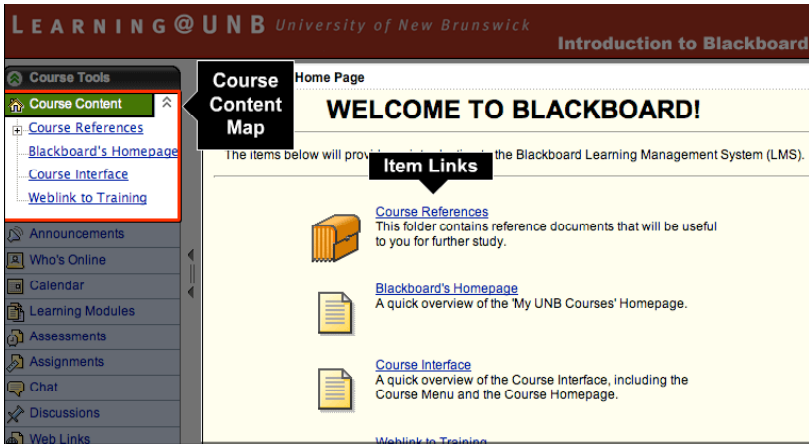 LEARNING@UNB University of New Brunswick
Introduction to Blackboard
Course Tools
Course Content
Course References
Blackboard's Homepage
Course Interface
Weblink to Training
Announcements
Who's Online
Calendar
Learning Modules
Assessments
Assignments
Chat
Discussions
Web Links
Course
Content
Map
Home Page
WELCOME TO BLACKBOARD!
The items below will prov the Blackboard Learning Management System (LMS).
Item Links
Course References
This folder contains reference documents that will be useful
to you for further study.
Blackboard's Homepage
A quick overview of the 'My UNB Courses' Homepage.
Course Interface
A quick overview of the Course Interface, including the
Course Menu and the Course Homepage.
Weblink to Training